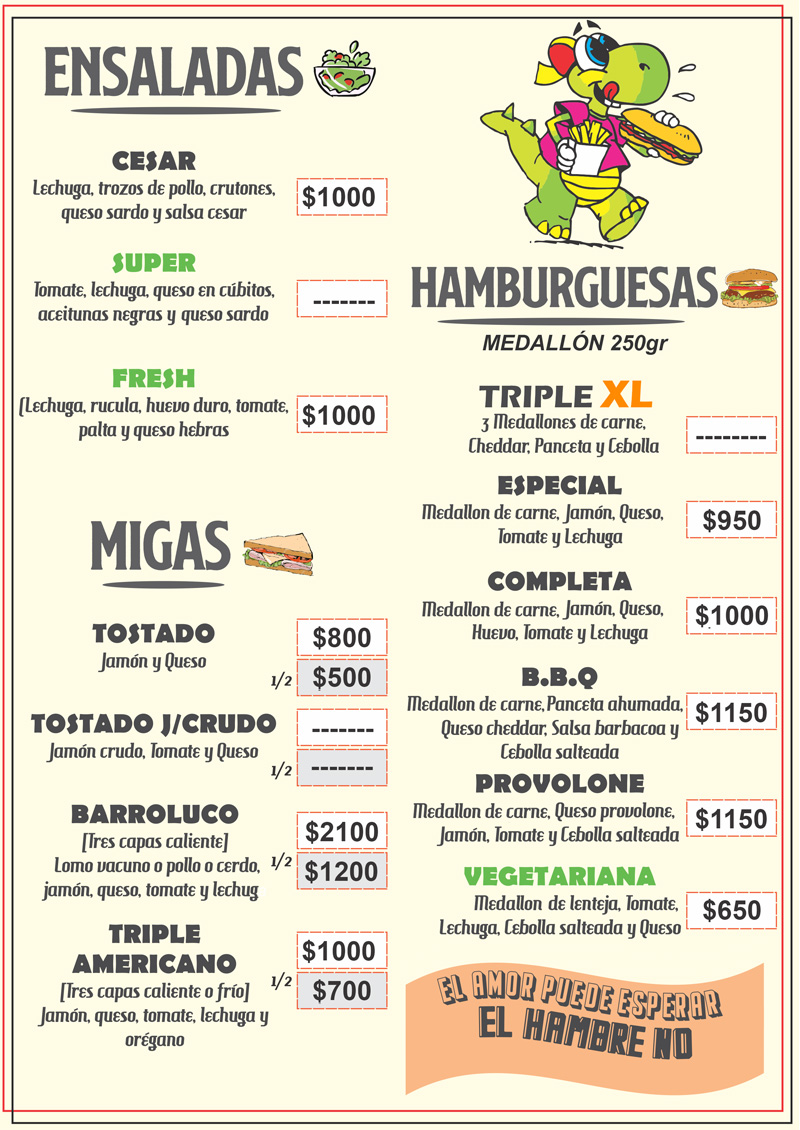 ENSALADAS
CESAR
Lechuga, trozos de pollo, crutones,
queso sardo y salsa cesar
$1000
SUPER
Tomate, lechuga, queso en cúbitos,
aceitunas negras y queso sardo
-------
FRESH
(Lechuga, rucula, huevo duro, tomate,
palta y queso hebras
$1000
MIGAS
TOSTADO
Jamón y Queso
$800
1/2 $500
TOSTADO J/CRUDO
Jamón crudo, Tomate y Queso
-------
1/2 -------
BARROLUCO
[Tres capas caliente]
Lomo vacuno o pollo o cerdo,
jamón, queso, tomate y lechug
$2100
1/2 $1200
TRIPLE
AMERICANO
[Tres capas caliente o frío]
Jamón, queso, tomate, lechuga y
orégano
$1000
1/2 $700
HAMBURGUESAS
MEDALLÓN 250gr
TRIPLE XL
3 Medallones de carne,
Cheddar, Panceta y Cebolla
--------
ESPECIAL
Medallon de carne, Jamón, Queso,
Tomate y Lechuga
$950
COMPLETA
Medallon de carne, Jamón, Queso,
Huevo, Tomate y Lechuga
$1000
B.B.Q
Medallon de carne,Panceta ahumada,
Queso cheddar, Salsa barbacoa y
Cebolla salteada
$1150
PROVOLONE
Medallon de carne, Queso provolone,
Jamón, Tomate y Cebolla salteada
$1150
VEGETARIANA
Medallon de lenteja, Tomate,
Lechuga, Cebolla salteada y Queso
$650
EL AMOR PUEDE ESPERAR
EL HAMBRE NO